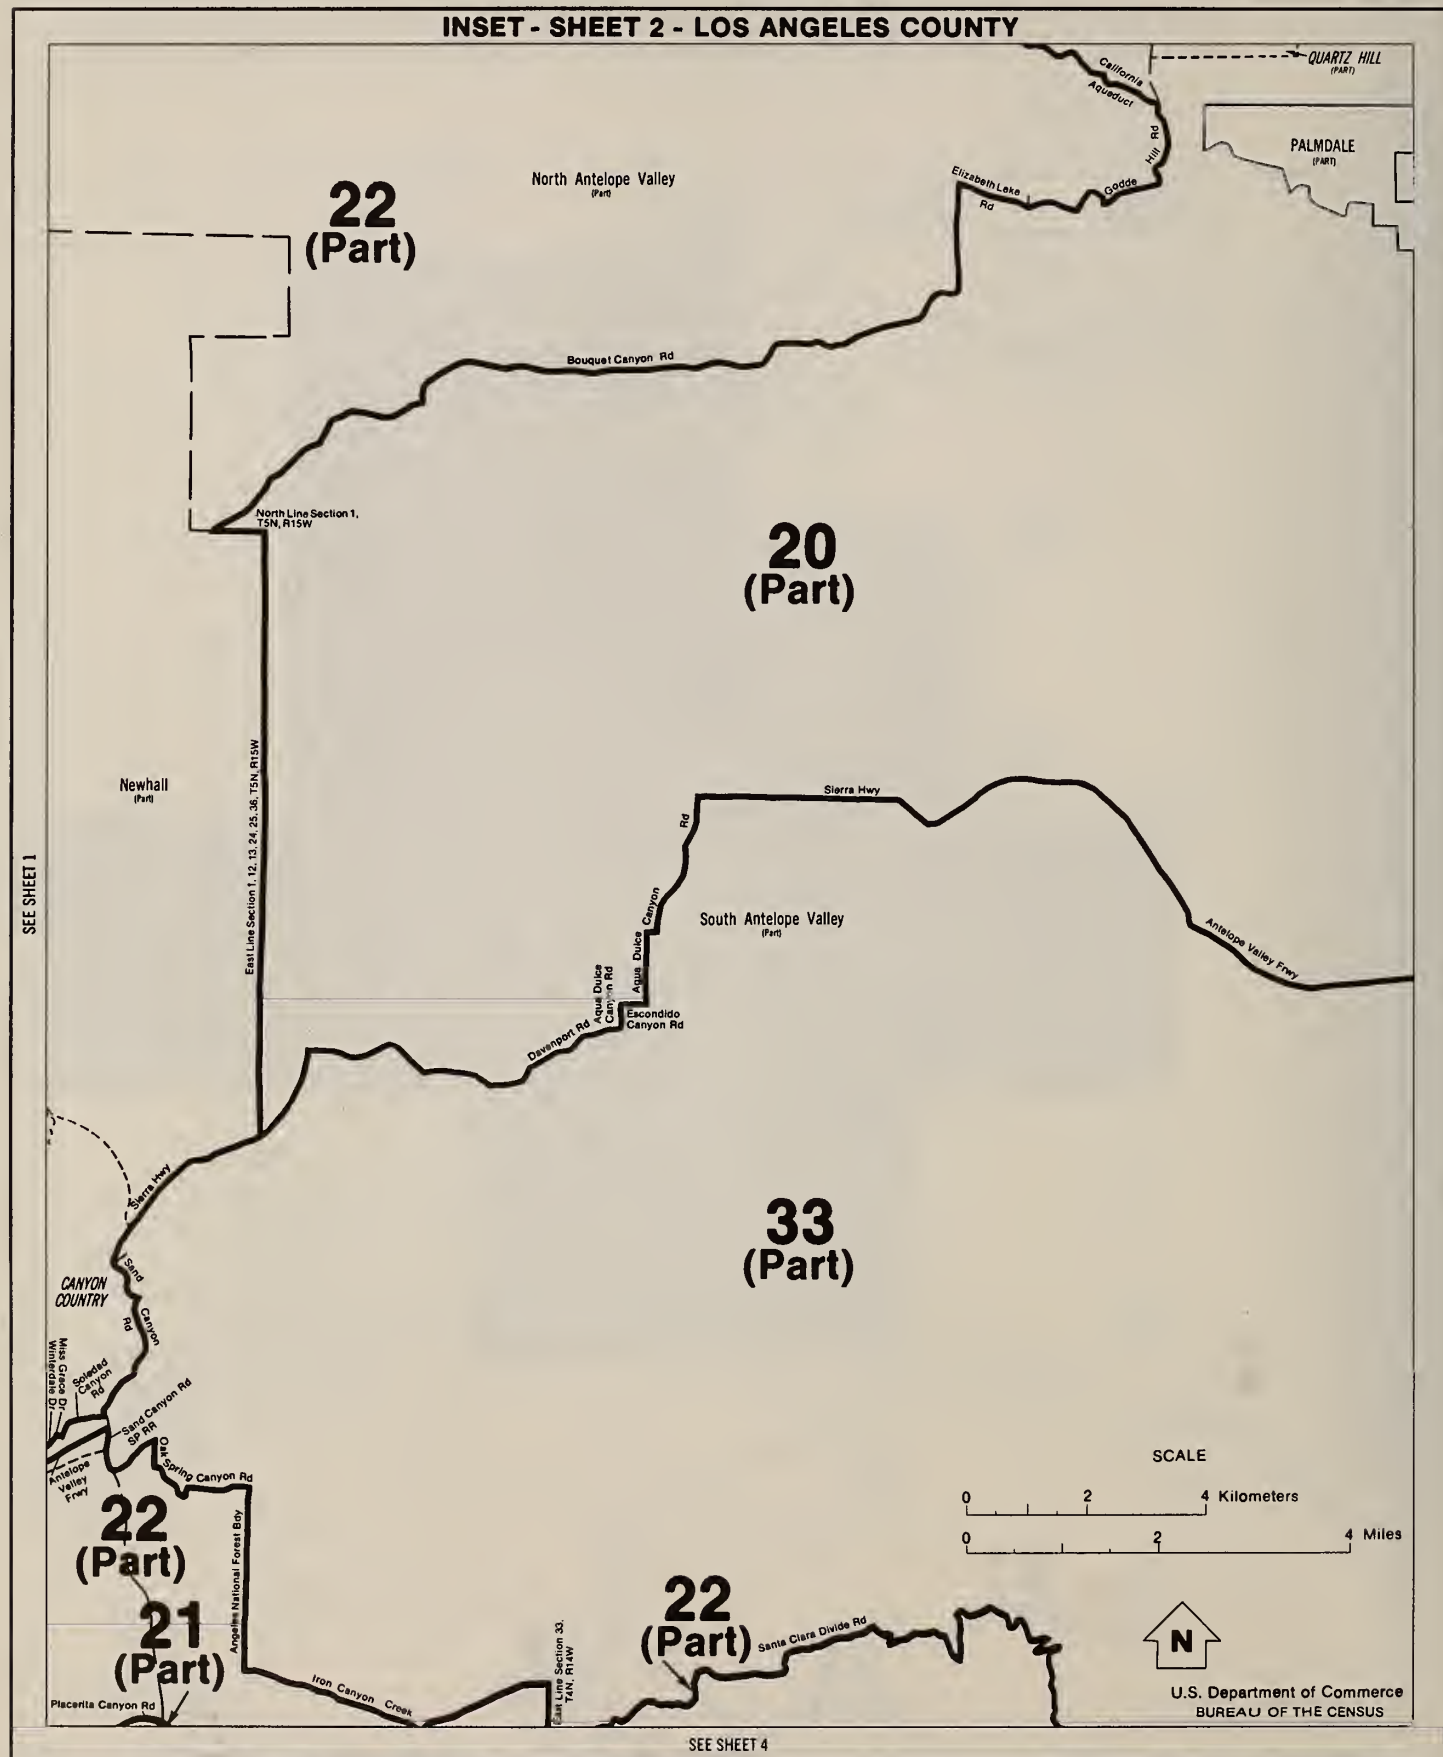 INSET - SHEET 2 - LOS ANGELES COUNTY
California
Aqueduct
QUARTZ HILL
(PART)
PALMDALE
(PART)
Hill Rd
Godde
Elizabeth Lake
Rd
North Antelope Valley
(Part)
22
(Part)
Bouquet Canyon Rd
North Line Section 1,
T5N, R15W
20
(Part)
East Line Section 1, 12, 13, 24, 25, 36, T5N, R15W
Newhall
(Part)
SEE SHEET 1
Sierra Hwy
Rd
Canyon
Aqua Dulce
South Antelope Valley
(Part)
Antelope Valley Frwy
Aqua Dulce
Canyon Rd
Escondido
Canyon Rd
Davenport Rd
Sierra Hwy
33
(Part)
Sand
Canyon
Rd
CANYON
COUNTRY
Winterdale Dr
Miss Grace Dr
Soledad
Canyon
Rd
Sand Canyon Rd
SP RR
Oak
Spring Canyon Rd
Antelope
Valley
Frwy
22
(Part)
Angeles National Forest Bdy
21
(Part)
Placerita Canyon Rd
Iron Canyon Creek
East Line Section 33,
T4N, R14W
22
(Part)
Santa Clara Divide Rd
SCALE
0 2 4 Kilometers
0 2 4 Miles
N
U.S. Department of Commerce
BUREAU OF THE CENSUS
SEE SHEET 4